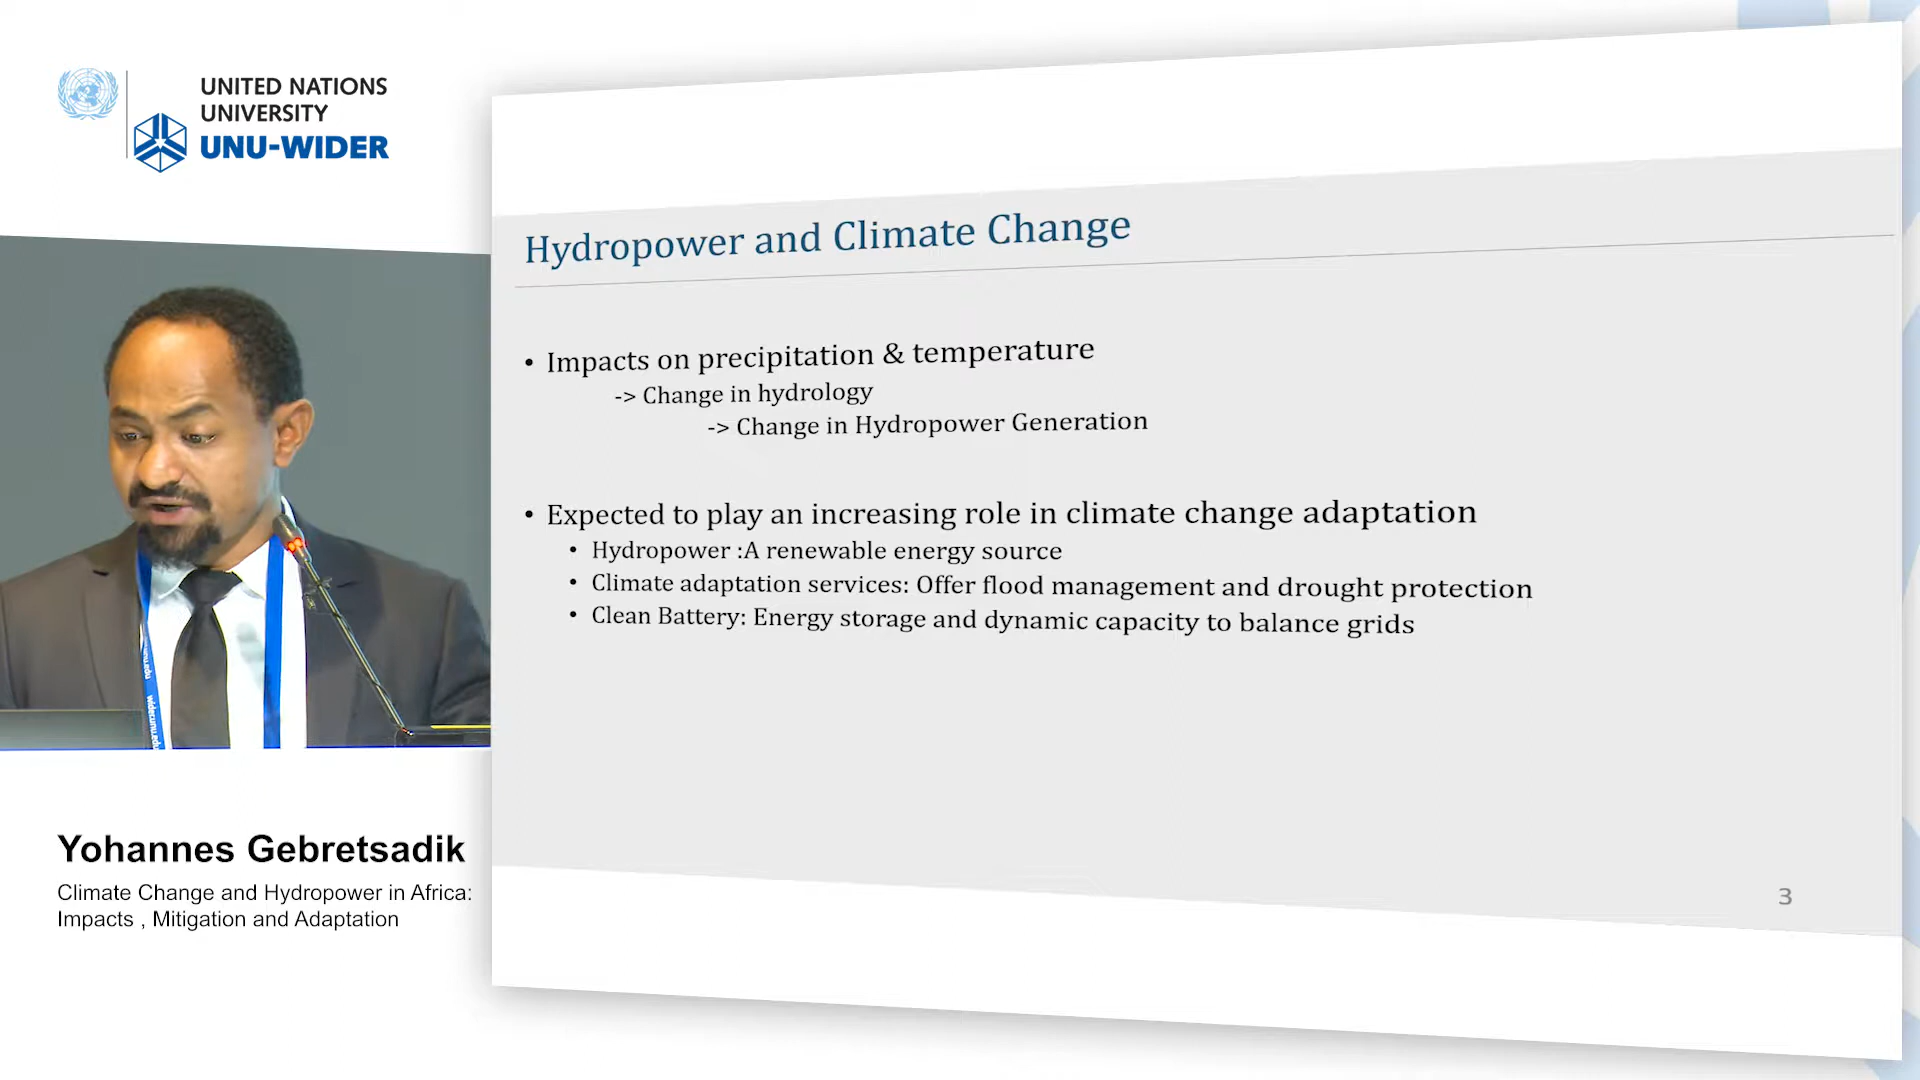 UNITED NATIONS
UNIVERSITY
UNU-WIDER
Hydropower and Climate Change
• Impacts on precipitation & temperature
-> Change in hydrology
-> Change in Hydropower Generation
• Expected to play an increasing role in climate change adaptation
• Hydropower :A renewable energy source
• Climate adaptation services: Offer flood management and drought protection
• Clean Battery: Energy storage and dynamic capacity to balance grids
3
Yohannes Gebretsadik
Climate Change and Hydropower in Africa:
Impacts , Mitigation and Adaptation